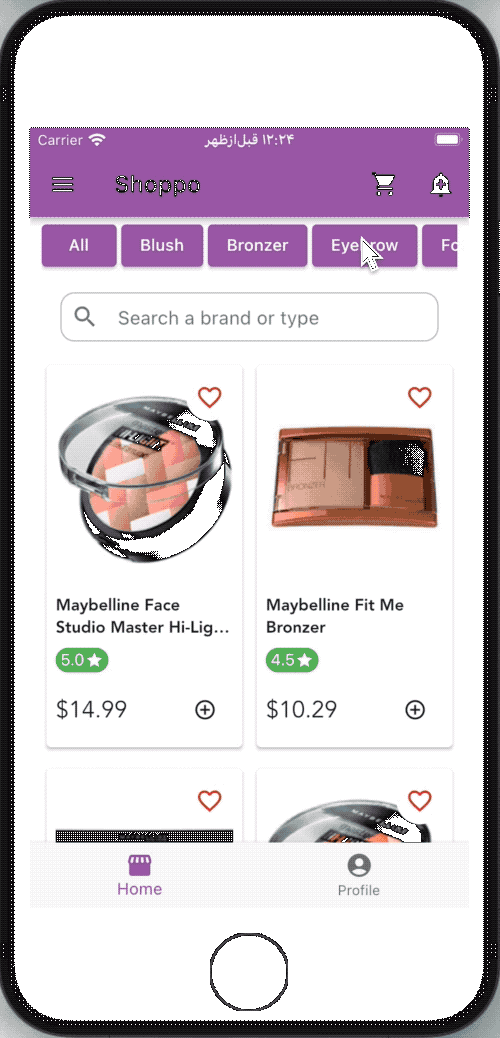 Carrier
۱۲:۲۴ قبل‌ازظهر
Shoppo
All
Blush
Bronzer
Eyebrow
Fo
Search a brand or type
Maybelline Face
Studio Master Hi-Lig...
5.0
$14.99
Maybelline Fit Me
Bronzer
4.5
$10.29
Home
Profile